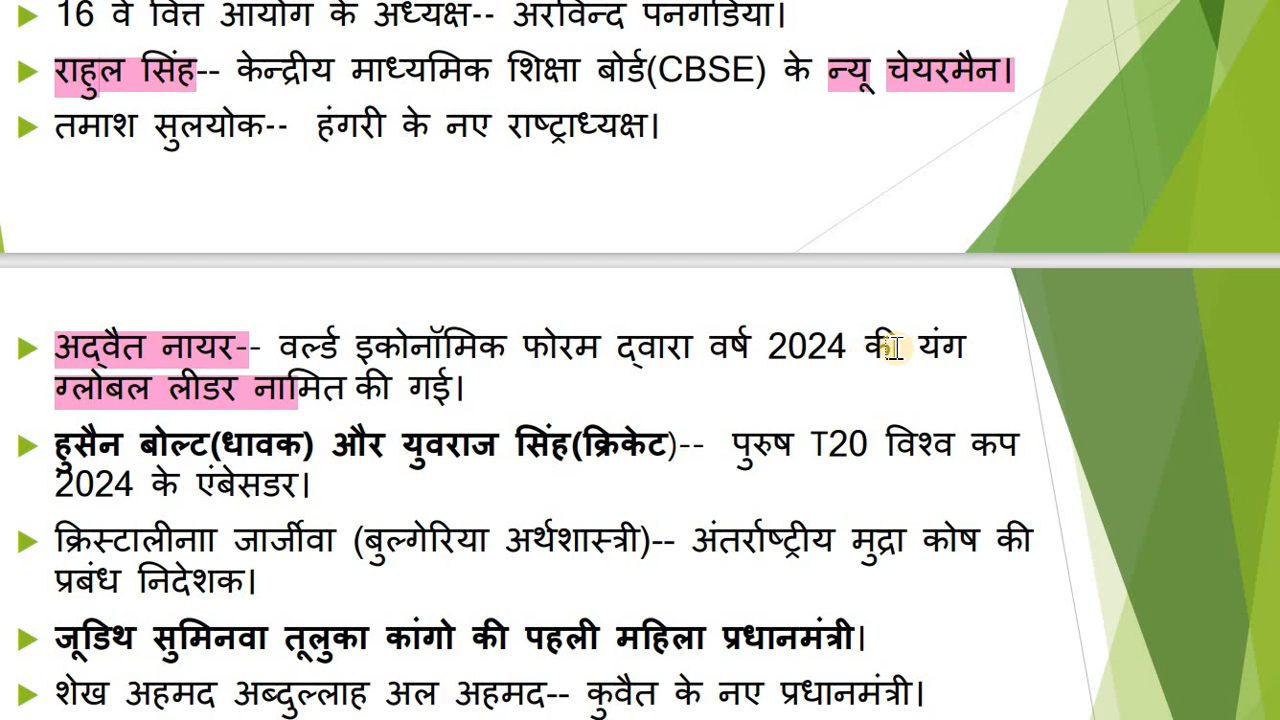 16 वे वित्त आयोग के अध्यक्ष-- अरविन्द पनगडिया।
राहुल सिंह-- केन्द्रीय माध्यमिक शिक्षा बोर्ड(CBSE) के न्यू चेयरमैन।
तमाश सुलयोक-- हंगरी के नए राष्ट्राध्यक्ष।
अद्वैत नायर-- वर्ल्ड इकोनॉमिक फोरम द्वारा वर्ष 2024 की यंग
ग्लोबल लीडर नामित की गई।
हुसैन बोल्ट(धावक) और युवराज सिंह(क्रिकेट)-- पुरुष T20 विश्व कप
2024 के एंबेसडर।
क्रिस्टालीनाा जार्जीवा (बुल्गेरिया अर्थशास्त्री)-- अंतर्राष्ट्रीय मुद्रा कोष की
प्रबंध निदेशक।
जूडिथ सुमिनवा तूलुका कांगो की पहली महिला प्रधानमंत्री।
शेख अहमद अब्दुल्लाह अल अहमद-- कुवैत के नए प्रधानमंत्री।